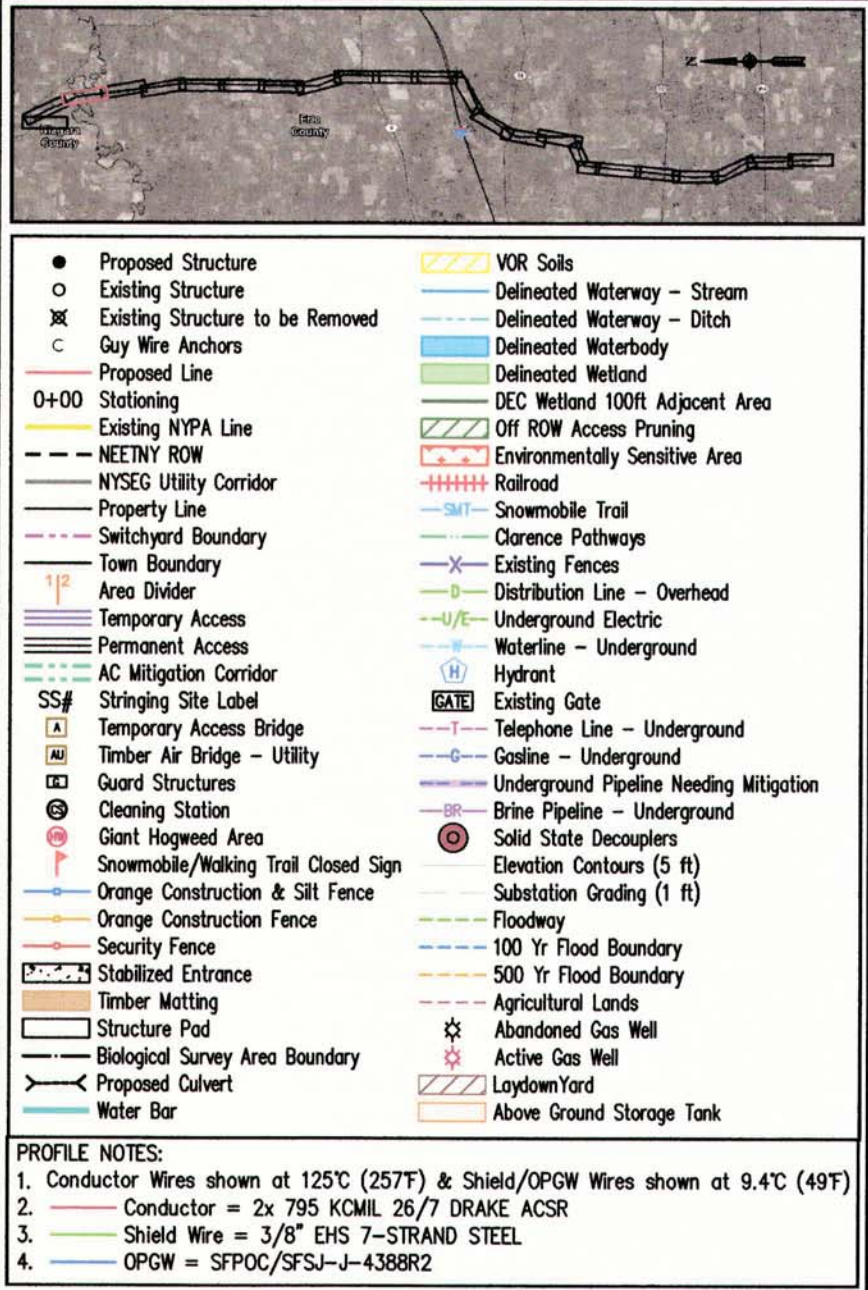 N
Niagara
County
Erie
County
● Proposed Structure
○ Existing Structure
Existing Structure to be Removed
C Guy Wire Anchors
Proposed Line
0+00 Stationing
Existing NYPA Line
NEETNY ROW
NYSEG Utility Corridor
Property Line
Switchyard Boundary
Town Boundary
1|2 Area Divider
Temporary Access
Permanent Access
AC Mitigation Corridor
SS# Stringing Site Label
A Temporary Access Bridge
AU Timber Air Bridge - Utility
G Guard Structures
CS Cleaning Station
Giant Hogweed Area
Snowmobile/Walking Trail Closed Sign
Orange Construction & Silt Fence
Orange Construction Fence
Security Fence
Stabilized Entrance
Timber Matting
Structure Pad
Biological Survey Area Boundary
Proposed Culvert
Water Bar
VOR Soils
Delineated Waterway - Stream
Delineated Waterway - Ditch
Delineated Waterbody
Delineated Wetland
DEC Wetland 100ft Adjacent Area
Off ROW Access Pruning
Environmentally Sensitive Area
Railroad
SMT Snowmobile Trail
Clarence Pathways
X Existing Fences
D Distribution Line - Overhead
U/E Underground Electric
W Waterline - Underground
H Hydrant
GATE Existing Gate
T Telephone Line - Underground
G Gasline - Underground
Underground Pipeline Needing Mitigation
BR Brine Pipeline - Underground
Solid State Decouplers
Elevation Contours (5 ft)
Substation Grading (1 ft)
Floodway
100 Yr Flood Boundary
500 Yr Flood Boundary
Agricultural Lands
Abandoned Gas Well
Active Gas Well
LaydownYard
Above Ground Storage Tank
PROFILE NOTES:
1. Conductor Wires shown at 125°C (257°F) & Shield/OPGW Wires shown at 9.4°C (49°F)
2. Conductor = 2x 795 KCMIL 26/7 DRAKE ACSR
3. Shield Wire = 3/8" EHS 7-STRAND STEEL
4. OPGW = SFPOC/SFSJ-J-4388R2